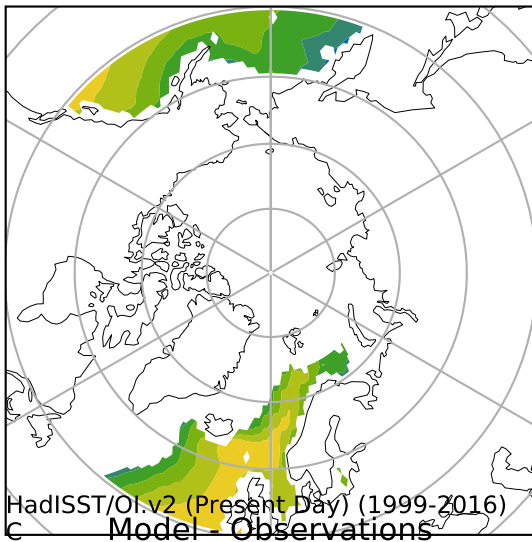 HadISST/OI.v2 (Present Day) (1999-2016)
C Model - Observations